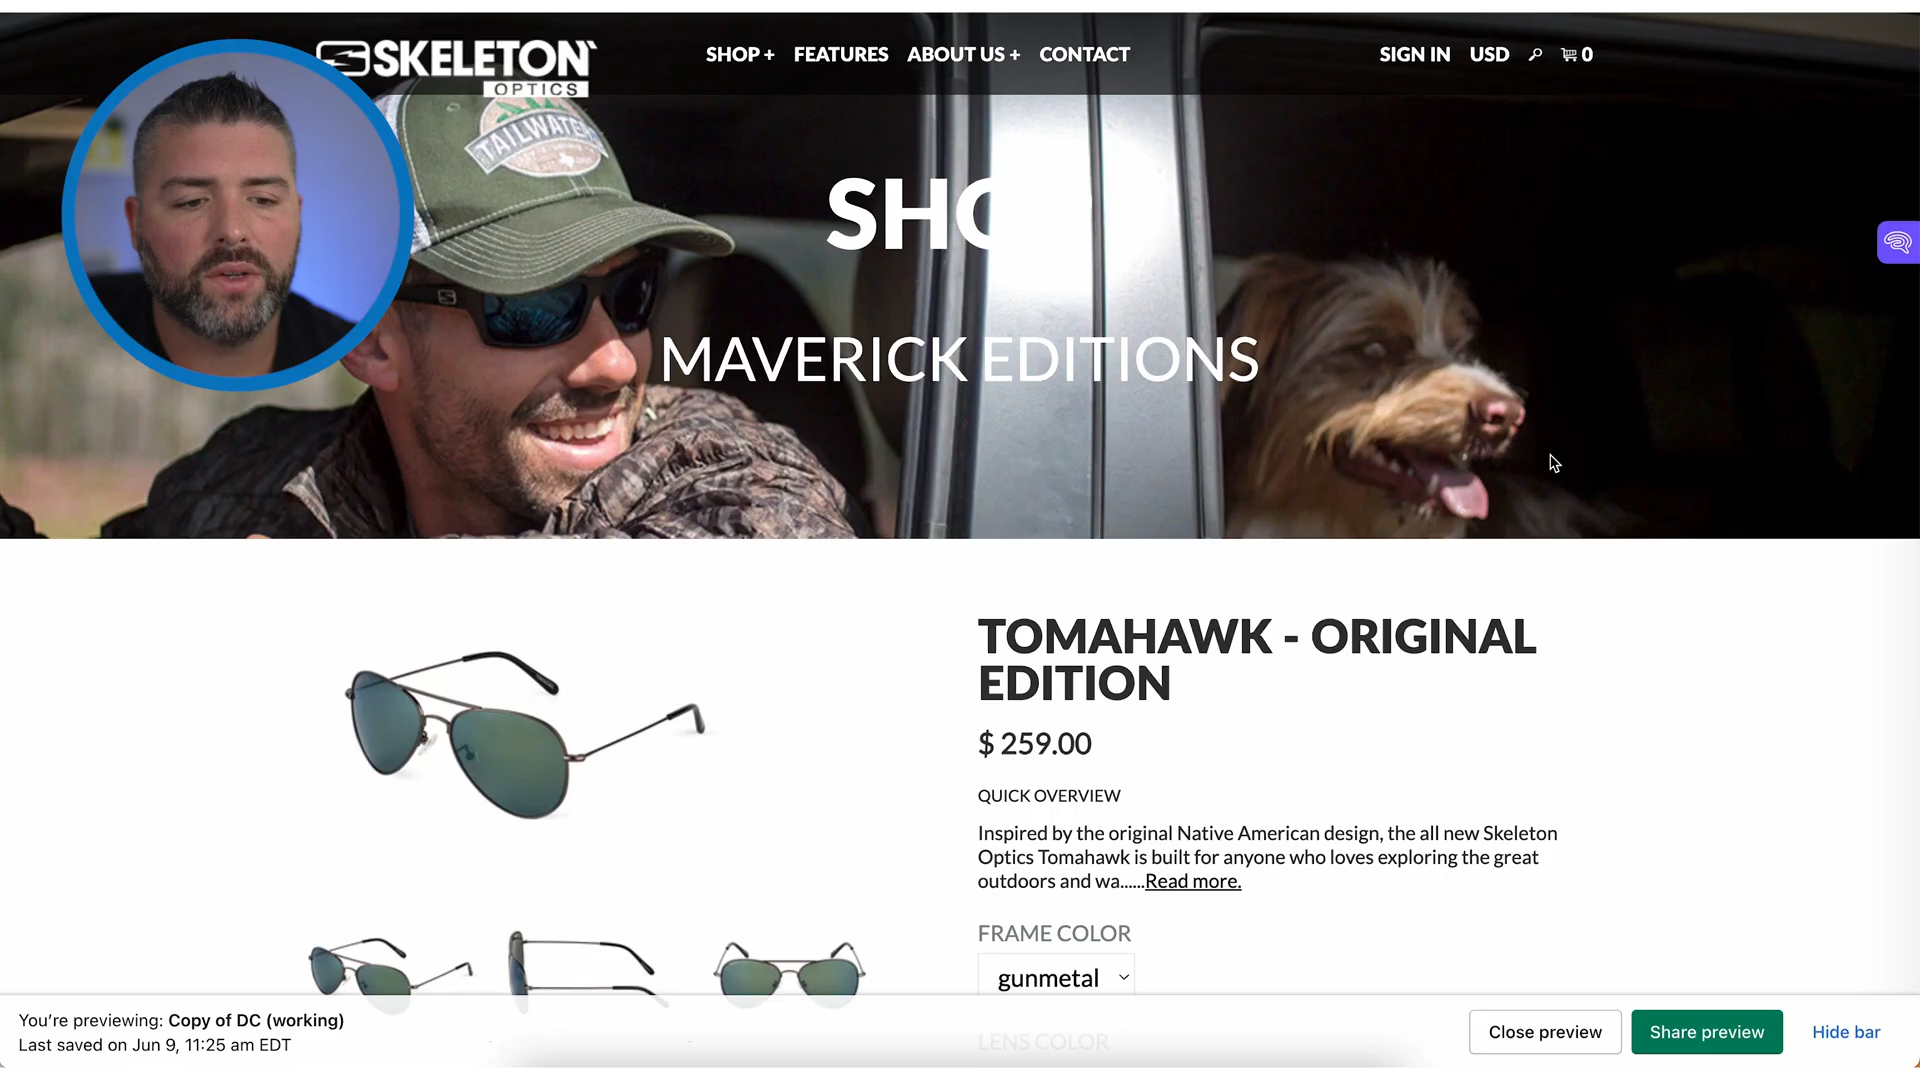 SKELETON
OPTICS
SHOP +
FEATURES
ABOUT US +
CONTACT
SIGN IN
USD
0
TAILWATER
SHO
MAVERICK EDITIONS
TOMAHAWK - ORIGINAL
EDITION
$ 259.00
QUICK OVERVIEW
Inspired by the original Native American design, the all new Skeleton
Optics Tomahawk is built for anyone who loves exploring the great
outdoors and wa......Read more.
FRAME COLOR
gunmetal
LENS COLOR
You're previewing: Copy of DC (working)
Last saved on Jun 9, 11:25 am EDT
Close preview
Share preview
Hide bar